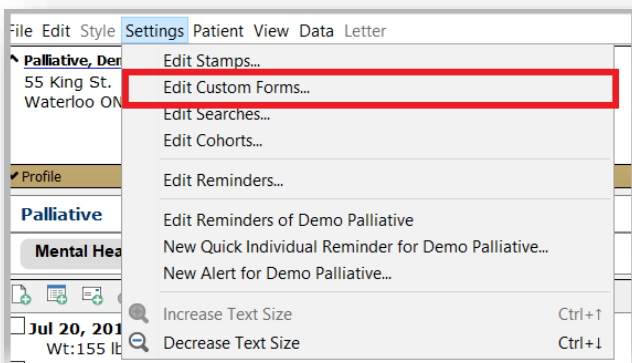 File Edit Style Settings Patient View Data Letter
Palliative, Dem
55 King St.
Waterloo ON
Edit Stamps...
Edit Custom Forms...
Edit Searches...
Edit Cohorts...
Profile
Edit Reminders...
Palliative
Edit Reminders of Demo Palliative
Mental Hea
New Quick Individual Reminder for Demo Palliative...
New Alert for Demo Palliative...
Increase Text Size Ctrl+↑
Jul 20, 201
Wt:155 lb
Decrease Text Size Ctrl+↓